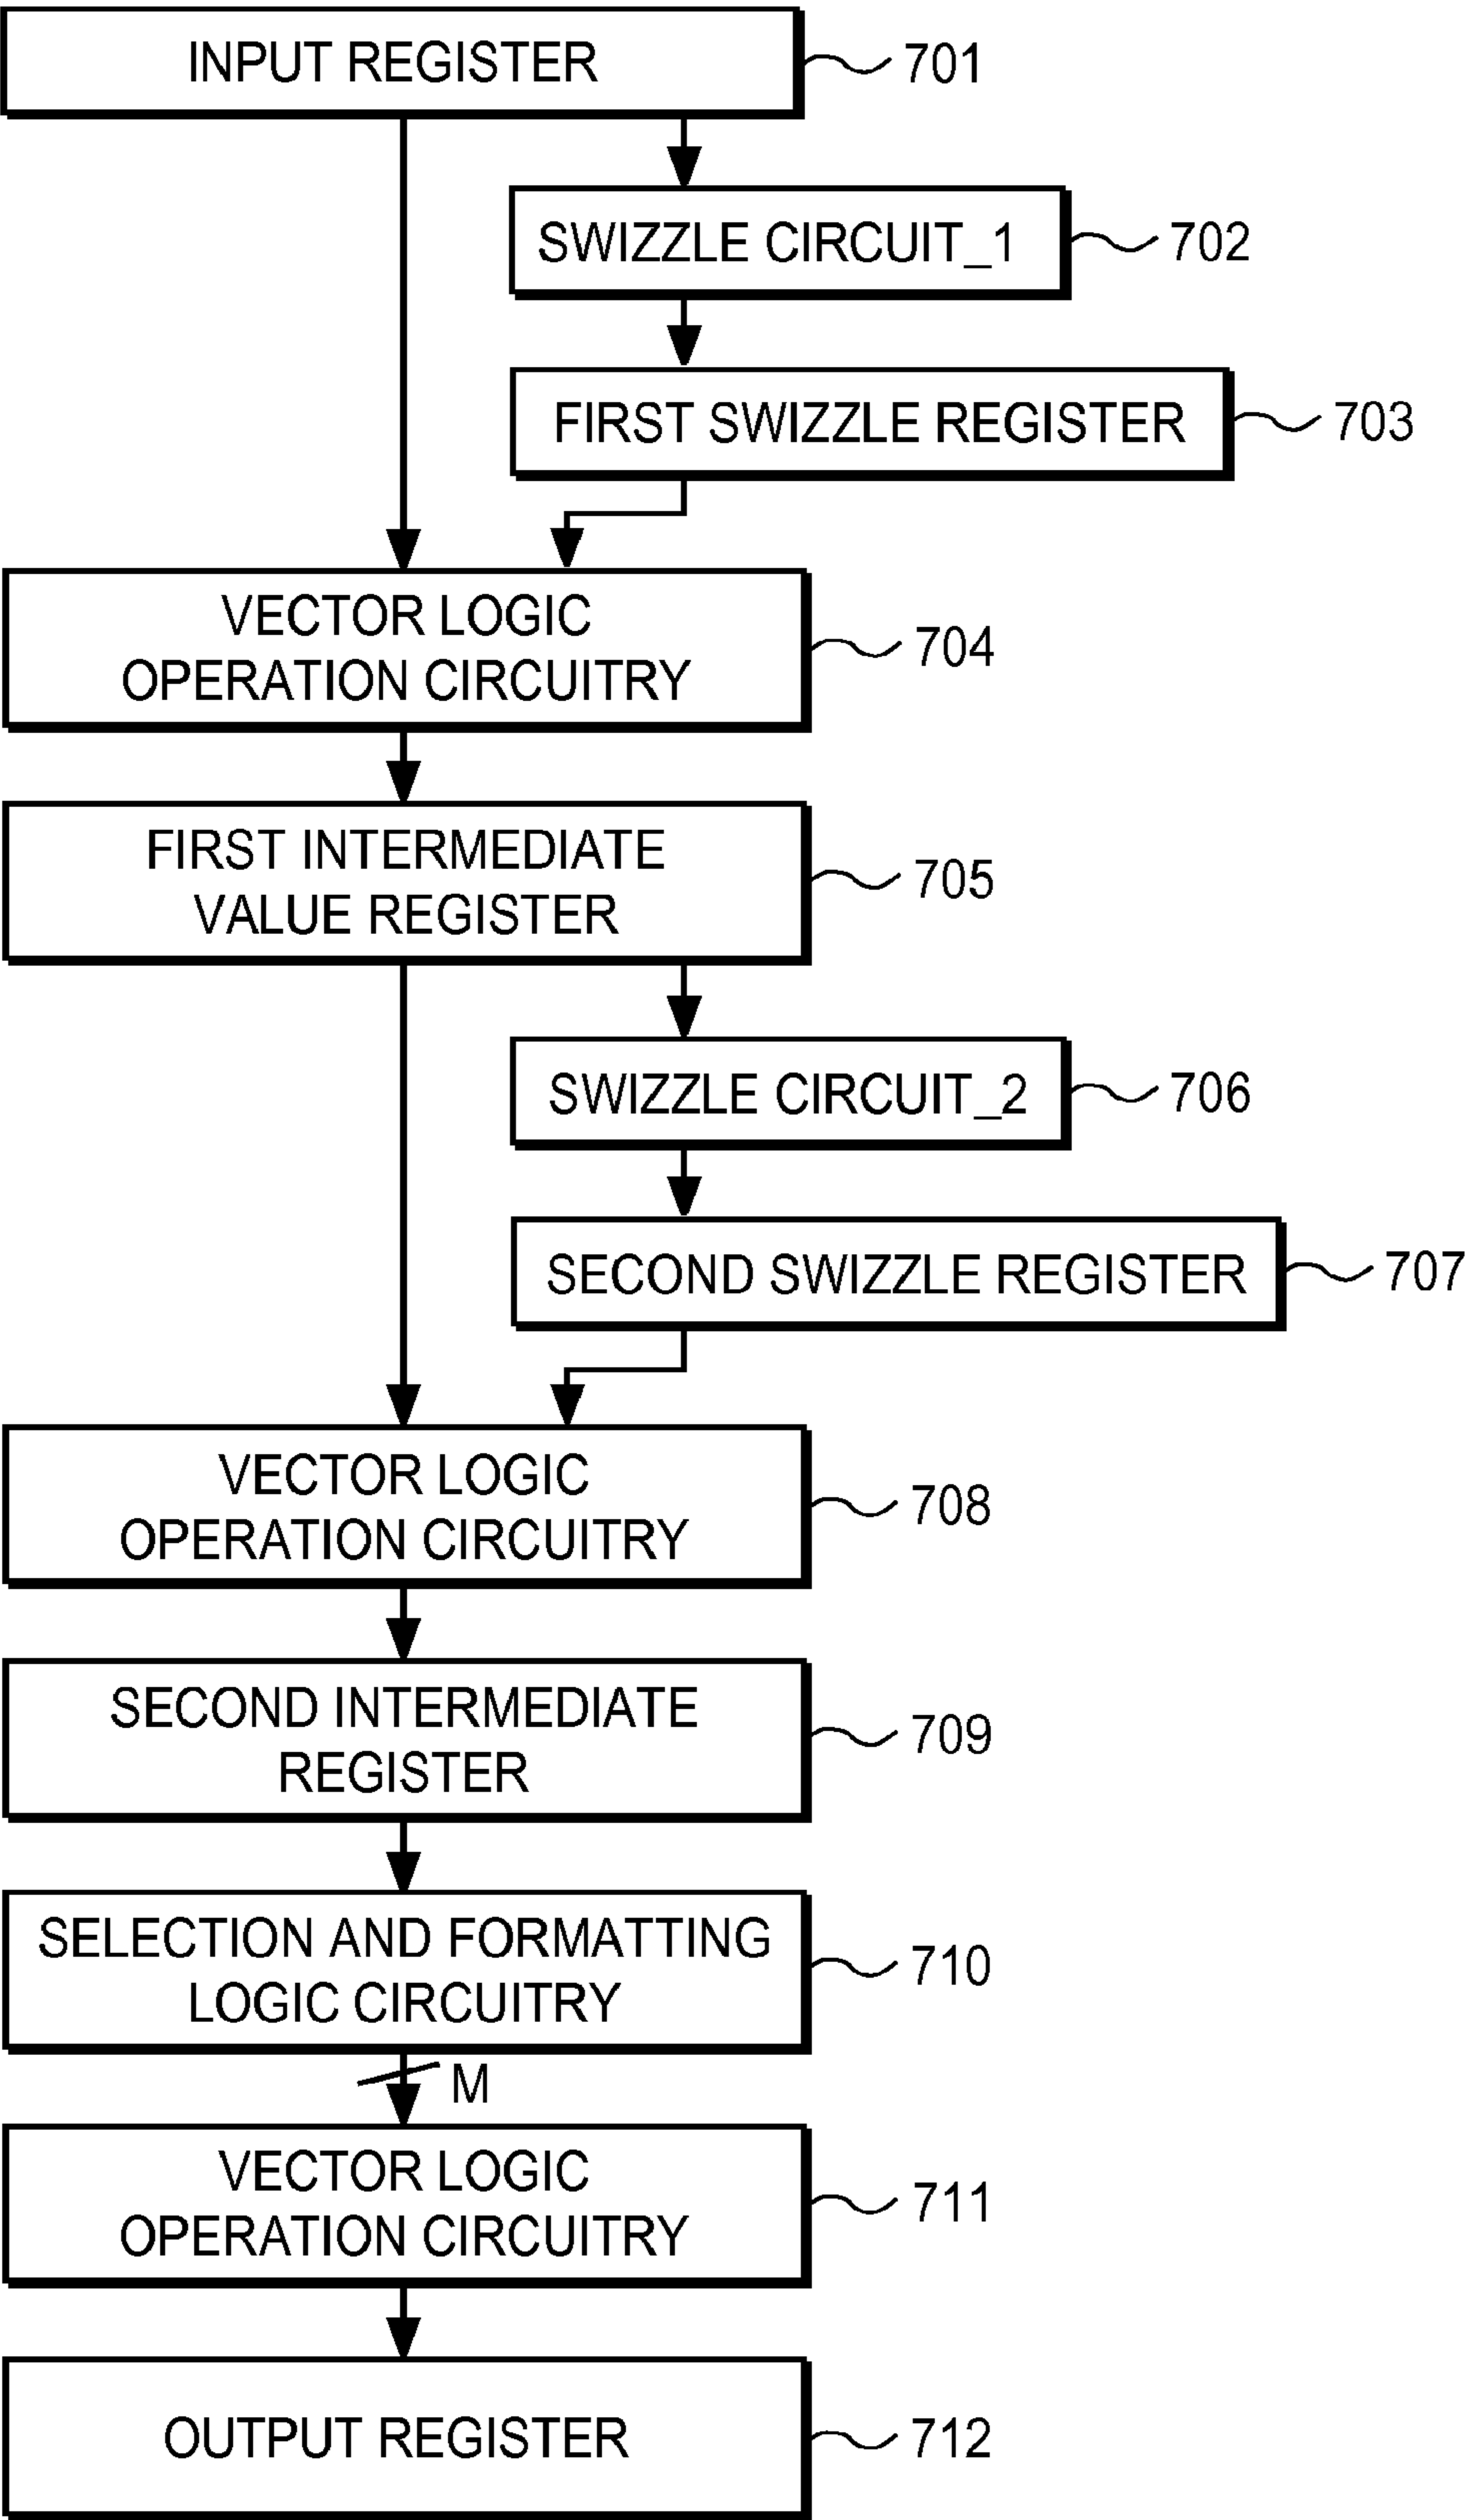 INPUT REGISTER
701
SWIZZLE CIRCUIT_1
702
FIRST SWIZZLE REGISTER
703
VECTOR LOGIC
OPERATION CIRCUITRY
704
FIRST INTERMEDIATE
VALUE REGISTER
705
SWIZZLE CIRCUIT_2
706
SECOND SWIZZLE REGISTER
707
VECTOR LOGIC
OPERATION CIRCUITRY
708
SECOND INTERMEDIATE
REGISTER
709
SELECTION AND FORMATTING
LOGIC CIRCUITRY
710
M
VECTOR LOGIC
OPERATION CIRCUITRY
711
OUTPUT REGISTER
712